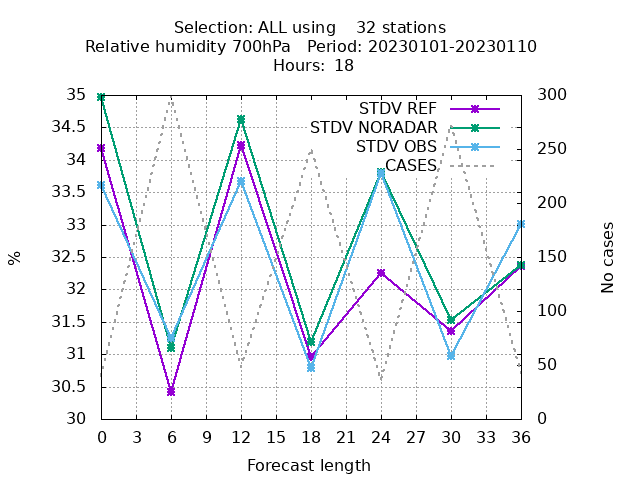 Selection: ALL using    32 stations
Relative humidity 700hPa   Period: 20230101-20230110
Hours: 18
35
34.5
34
33.5
33
32.5
32
31.5
31
30.5
30
300
250
200
150
100
50
0
STDV REF
STDV NORADAR
STDV OBS
CASES
%
No cases
0 3 6 9 12 15 18 21 24 27 30 33 36
Forecast length